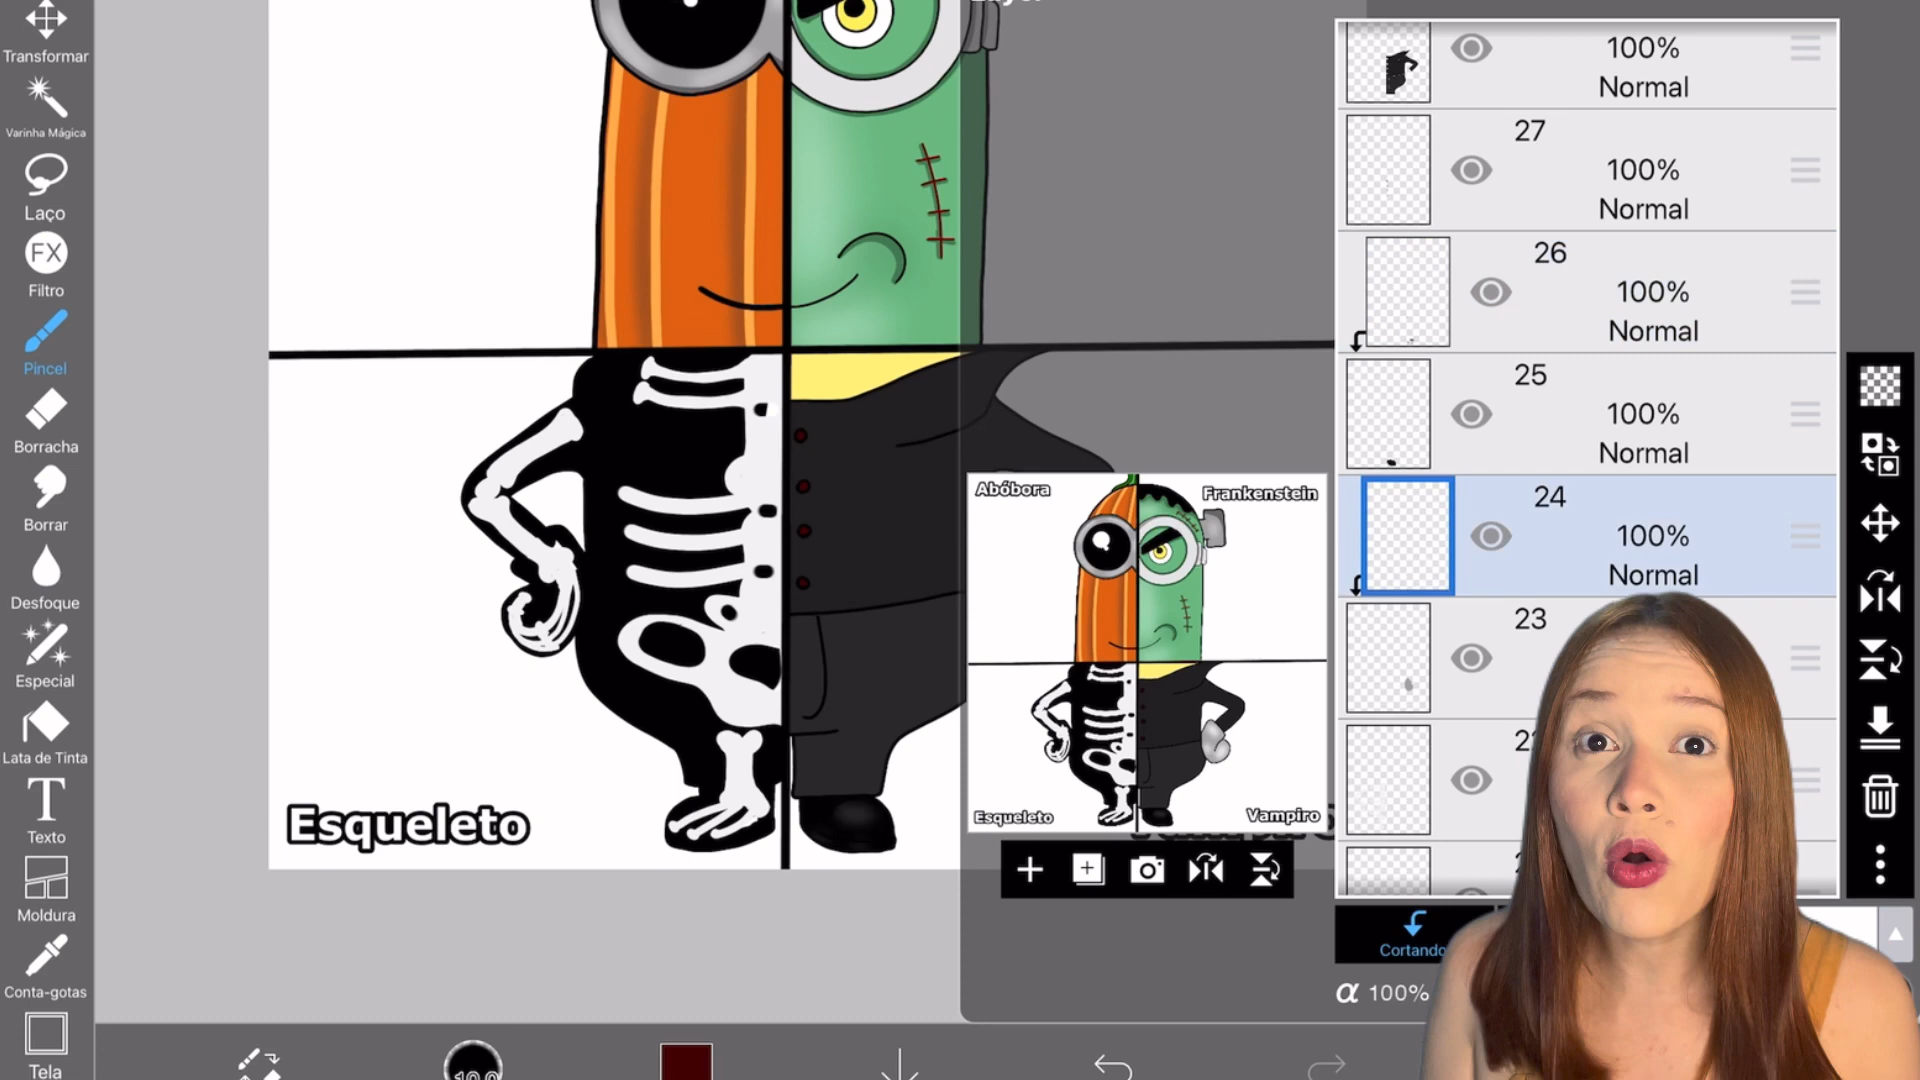 Transformar
Varinha Mágica
Laço
FX
Filtro
Pincel
Borracha
Borrar
Desfoque
Especial
Lata de Tinta
T
Texto
Moldura
Conta-gotas
Tela
Esqueleto
Abóbora
Frankenstein
Esqueleto
Vampiro
100%
Normal
27
100%
Normal
26
100%
Normal
25
100%
Normal
24
100%
Normal
23
Cortando
α 100%
10.0